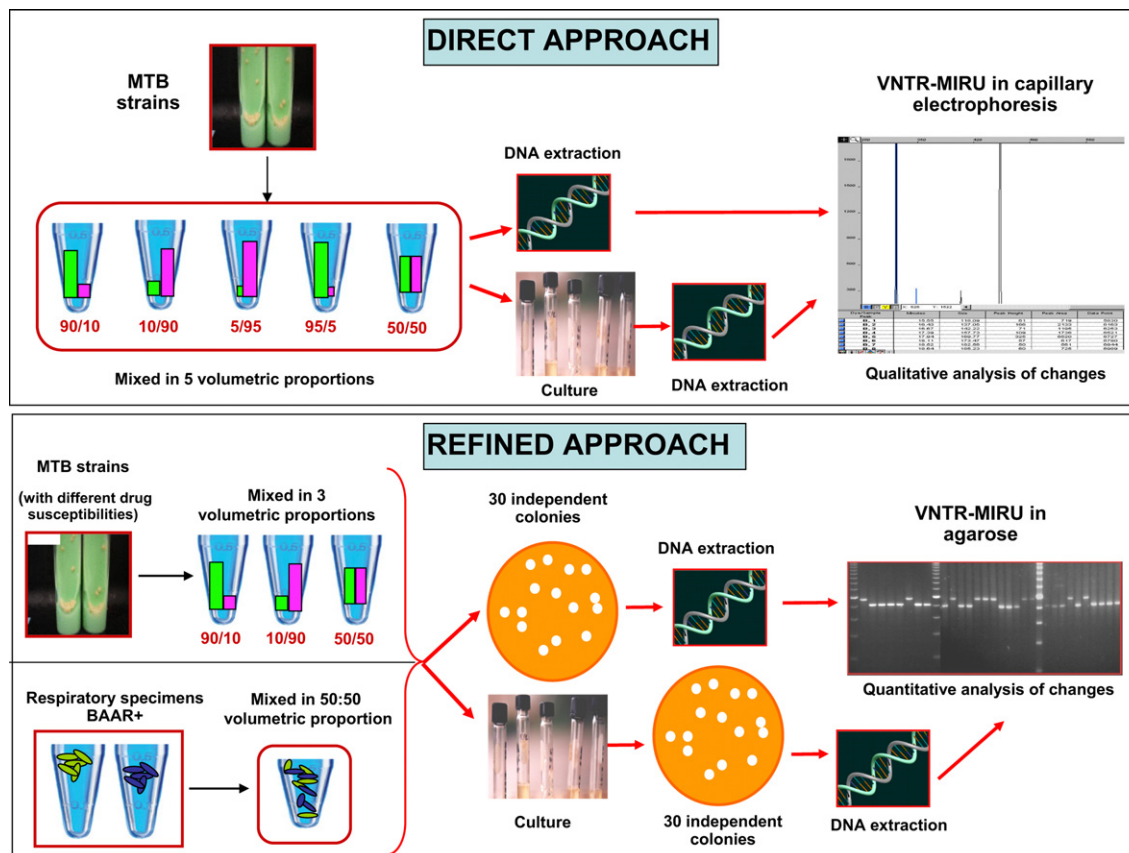 DIRECT APPROACH
MTB
strains
90/10
10/90
5/95
95/5
50/50
Mixed in 5 volumetric proportions
DNA extraction
Culture
DNA extraction
VNTR-MIRU in capillary
electrophoresis
Qualitative analysis of changes
REFINED APPROACH
MTB strains
(with different drug
susceptibilities)
Mixed in 3
volumetric proportions
90/10
10/90
50/50
Respiratory specimens
BAAR+
Mixed in 50:50
volumetric proportion
30 independent
colonies
DNA extraction
Culture
30 independent
colonies
DNA extraction
VNTR-MIRU in
agarose
Quantitative analysis of changes